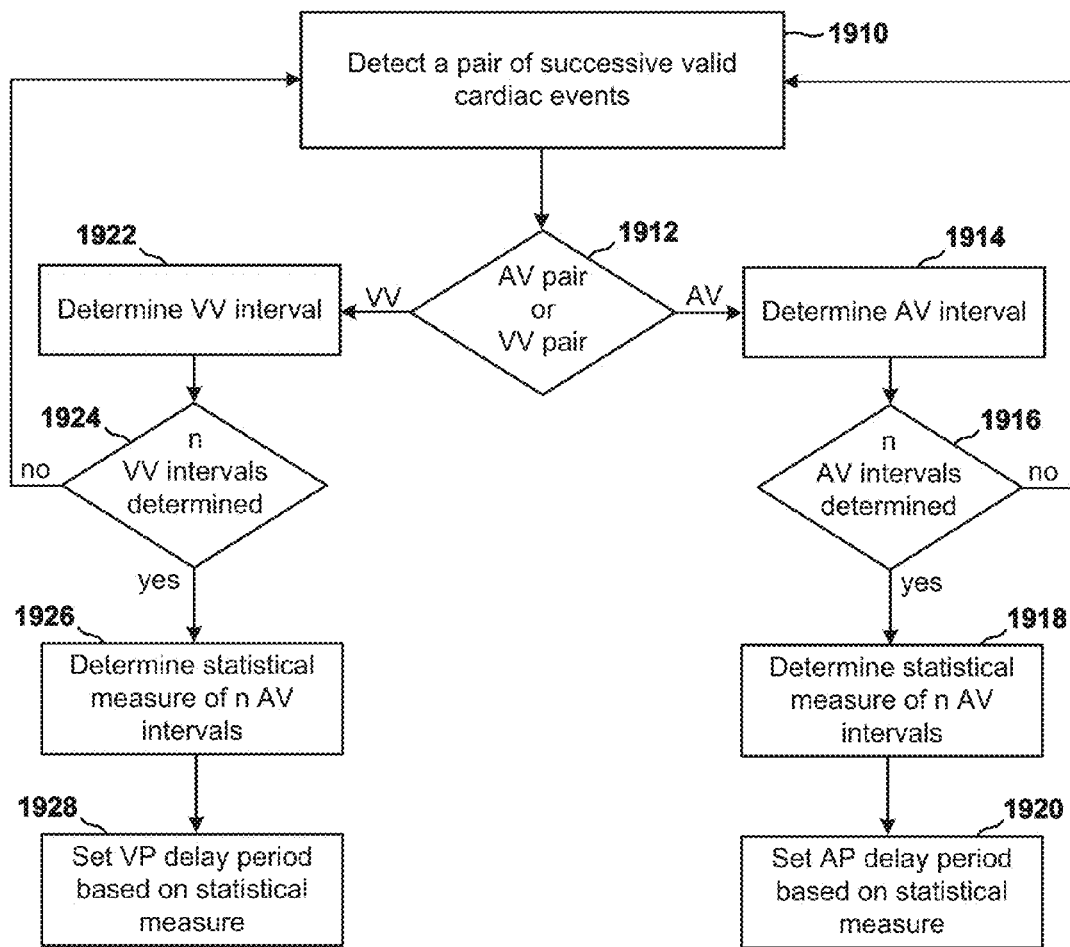 1910
Detect a pair of successive valid
cardiac events
1912
AV pair
or
VV pair
VV
AV
1922
Determine VV interval
1914
Determine AV interval
1924
n
VV intervals
determined
no
yes
1916
n
AV intervals
determined
no
yes
1926
Determine statistical
measure of n AV
intervals
1918
Determine statistical
measure of n AV
intervals
1928
Set VP delay period
based on statistical
measure
1920
Set AP delay period
based on statistical
measure